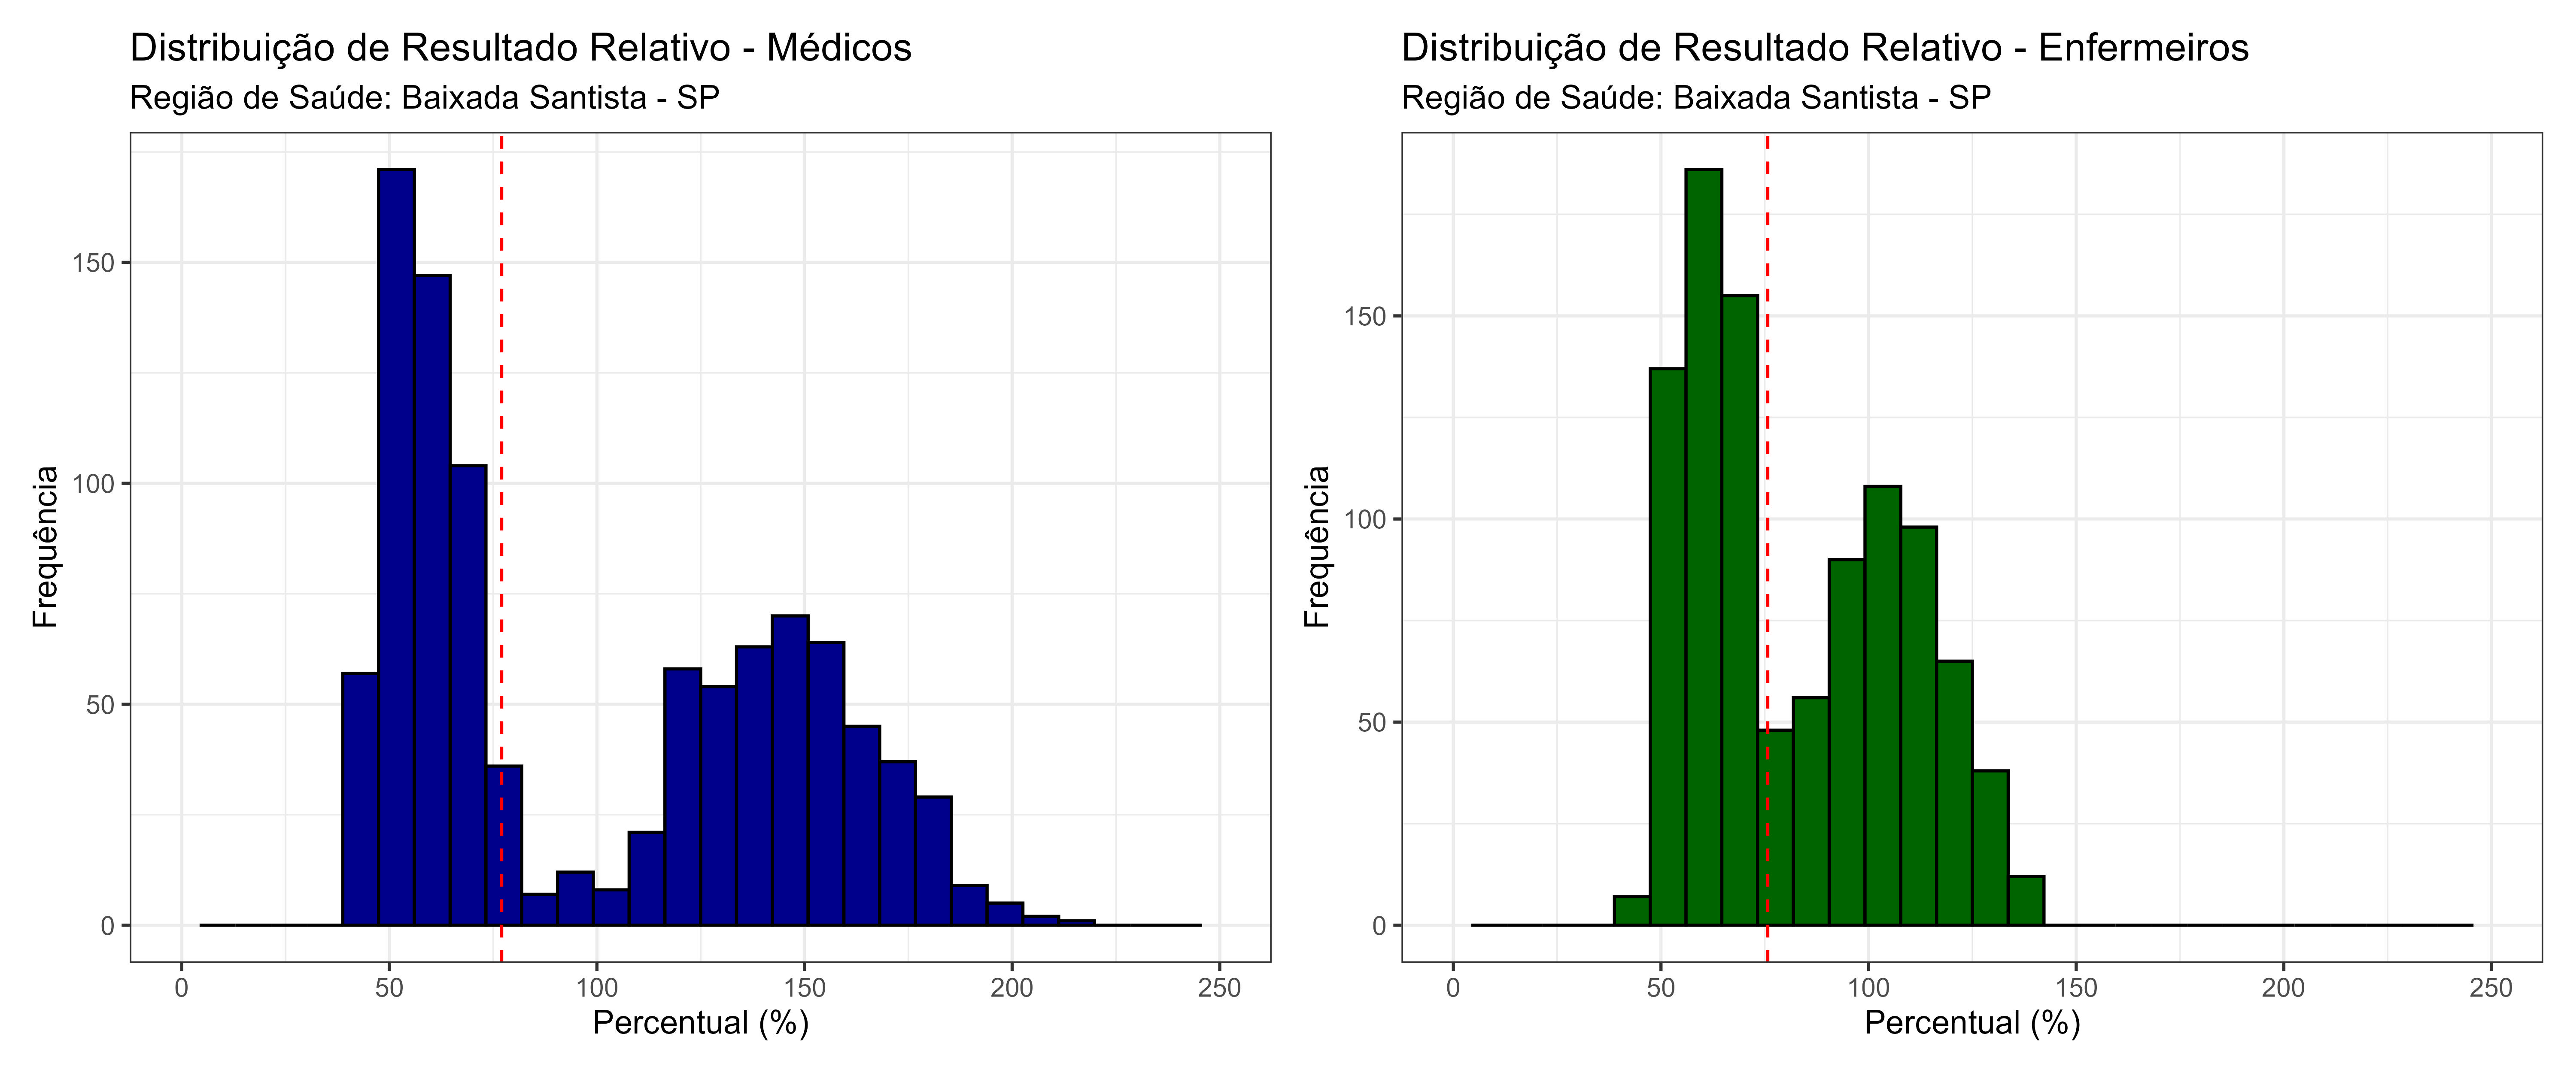 Distribuição de Resultado Relativo - Médicos
Região de Saúde: Baixada Santista - SP
Frequência
150
100
50
0
0 50 100 150 200 250
Percentual (%)
Distribuição de Resultado Relativo - Enfermeiros
Região de Saúde: Baixada Santista - SP
Frequência
150
100
50
0
0 50 100 150 200 250
Percentual (%)